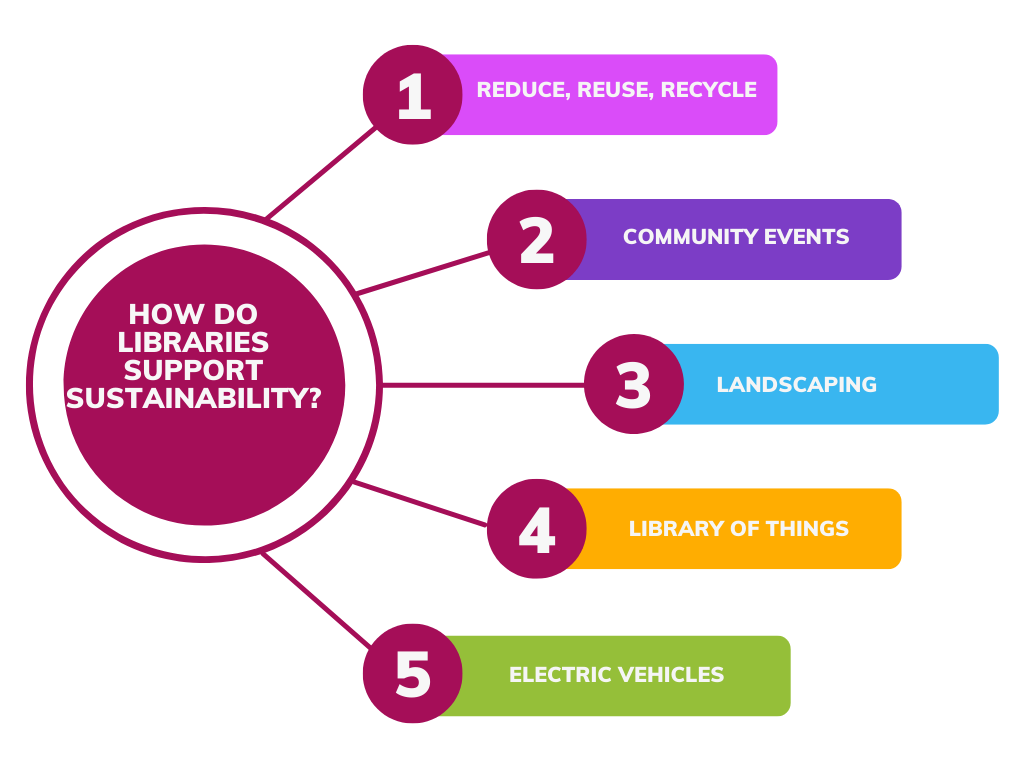 HOW DO
LIBRARIES
SUPPORT
SUSTAINABILITY?
1
REDUCE, REUSE, RECYCLE
2
COMMUNITY EVENTS
3
LANDSCAPING
4
LIBRARY OF THINGS
5
ELECTRIC VEHICLES